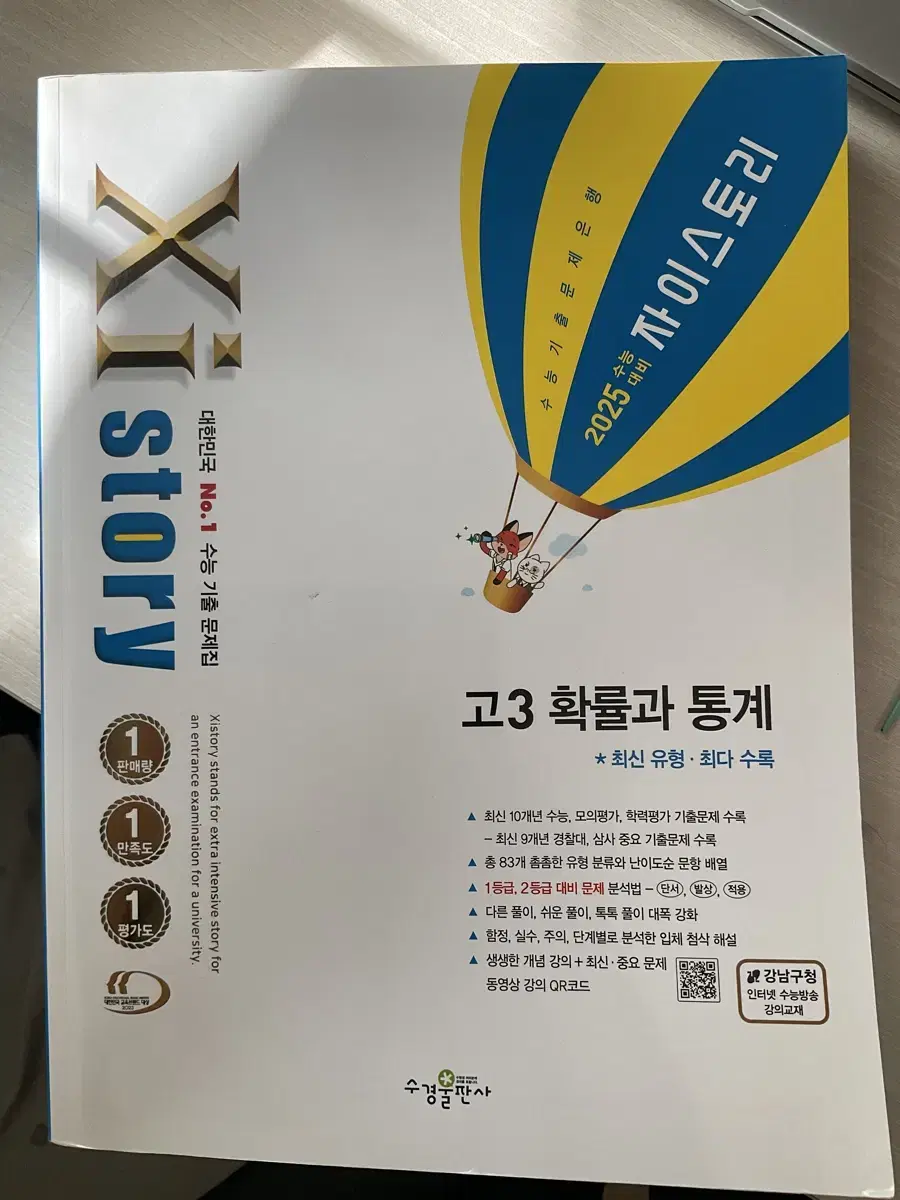 Xi
story
대한민국 No.1 수능 기출 문제집
Xistory stands for extra intensive story for
an entrance examination for a university.
수능기출문제은행
2025 수능 대비 자이스토리
고3 확률과 통계
* 최신 유형·최다 수록
▲ 최신 10개년 수능, 모의평가, 학력평가 기출문제 수록
– 최신 9개년 경찰대, 삼사 중요 기출문제 수록
▲ 총 83개 촘촘한 유형 분류와 난이도순 문항 배열
▲ 1등급, 2등급 대비 문제 분석법 – 단서, 발상, 적용
▲ 다른 풀이, 쉬운 풀이, 톡톡 풀이 대폭 강화
▲ 함정, 실수, 주의, 단계별로 분석한 입체 첨삭 해설
▲ 생생한 개념 강의 + 최신·중요 문제
동영상 강의 QR코드
강남구청
인터넷 수능방송
강의교재
1
판매량
1
만족도
1
평가도
수경출판사